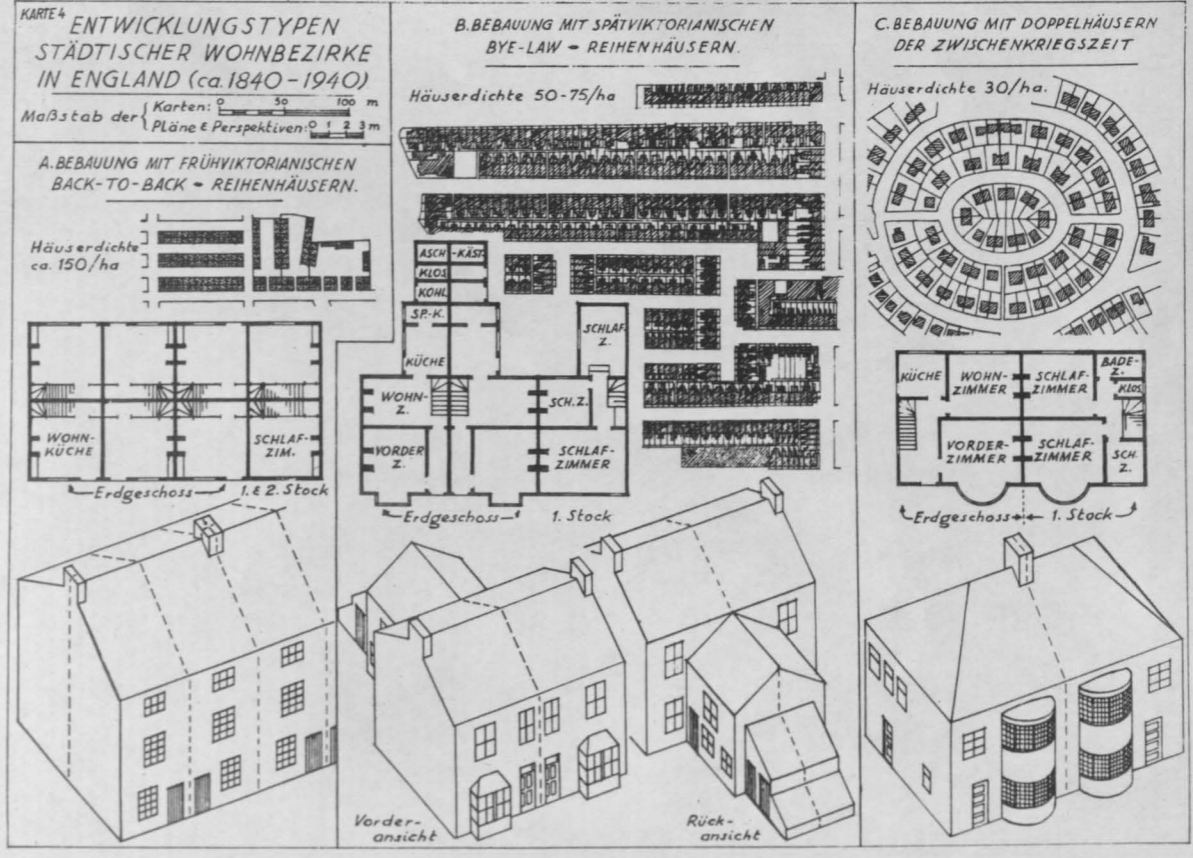 KARTE 4
ENTWICKLUNGSTYPEN
STÄDTISCHER WOHNBEZIRKE
IN ENGLAND (ca. 1840-1940)
Maßstab der
Karten: 0 50 100 m
Pläne & Perspektiven: 0 1 2 3 m
A. BEBAUUNG MIT FRÜHVIKTORIANISCHEN
BACK-TO-BACK - REIHENHÄUSERN.
Häuserdichte
ca. 150/ha
WOHN-
KÜCHE
SCHLAF-
ZIM.
Erdgeschoss
1. & 2. Stock
B. BEBAUUNG MIT SPÄTVIKTORIANISCHEN
BYE-LAW - REIHENHÄUSERN.
Häuserdichte 50-75/ha
ASCH-KÄST.
KLOS
KOHL
SP.-K.
KÜCHE
WOHN-
Z.
VORDER
Z.
SCHLAF-
Z.
SCH. Z.
SCHLAF-
ZIMMER
Erdgeschoss
1. Stock
Vorder-
ansicht
Rück-
ansicht
C. BEBAUUNG MIT DOPPELHÄUSERN
DER ZWISCHENKRIEGSZEIT
Häuserdichte 30/ha.
KÜCHE
WOHN-
ZIMMER
VORDER-
ZIMMER
SCHLAF-
ZIMMER
SCHLAF-
ZIMMER
BADE-
Z.
KLOS
SCH.
Z.
Erdgeschoss
1. Stock